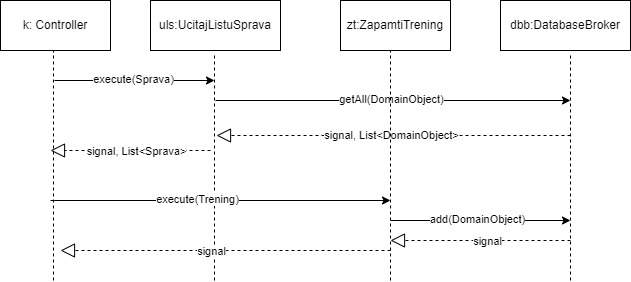 k: Controller
uls:UcitajListuSprava
zt:ZapamtiTrening
dbb:DatabaseBroker
execute(Sprava)
getAll(DomainObject)
signal, List<DomainObject>
signal, List<Sprava>
execute(Trening)
add(DomainObject)
signal
signal